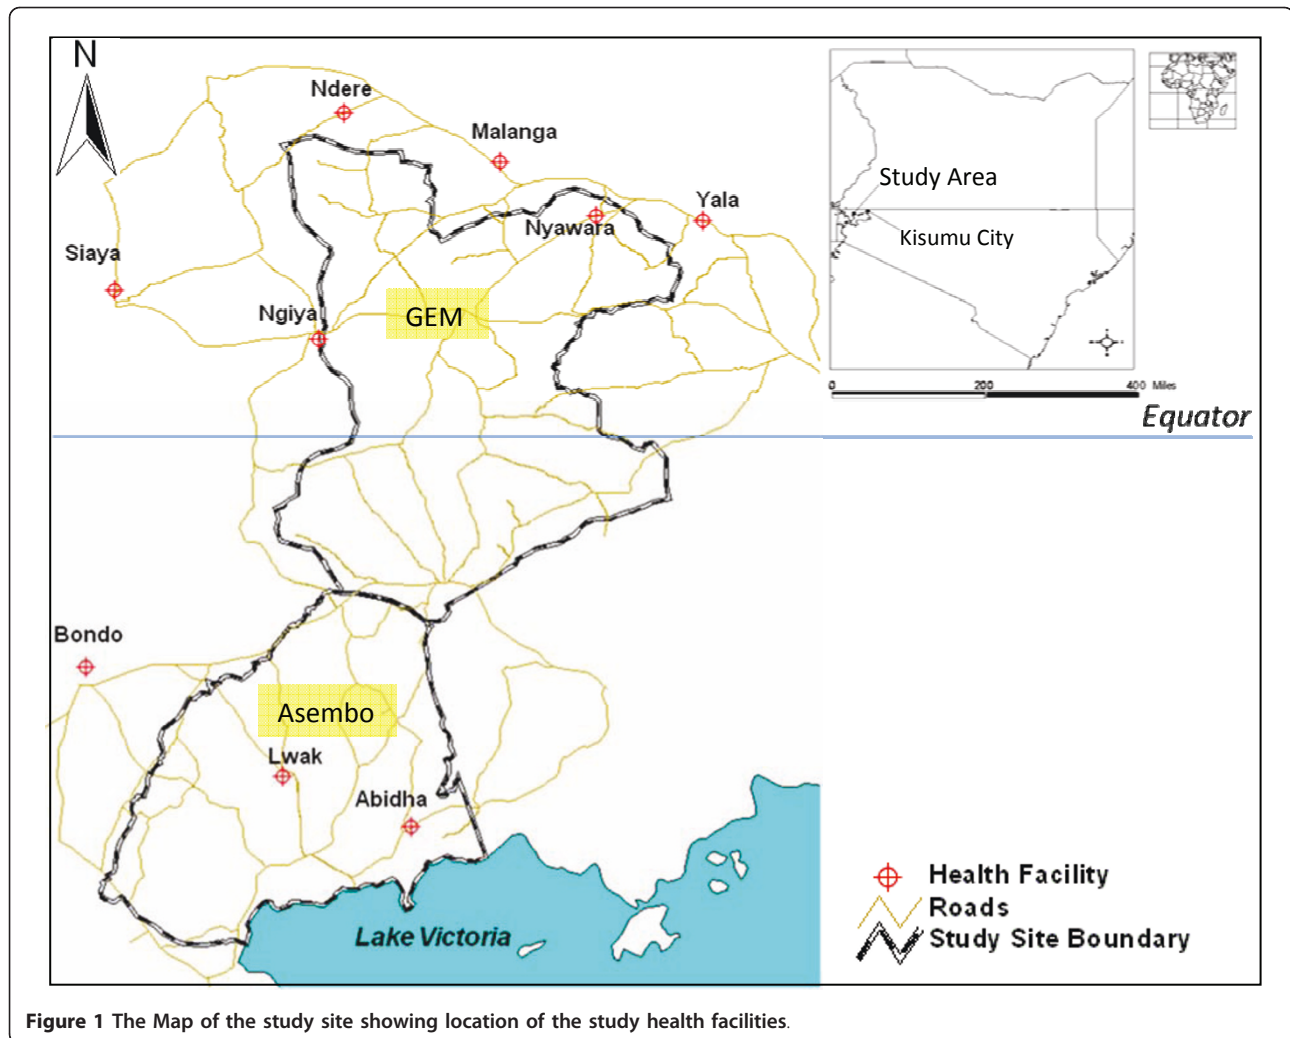 N
Ndere
Malanga
Yala
Nyawara
Siaya
Ngiya
GEM
Study Area
Kisumu City
0 200 400 Miles
Equator
Bondo
Asembo
Lwak
Abidha
Lake Victoria
Health Facility
Roads
Study Site Boundary
Figure 1 The Map of the study site showing location of the study health facilities.